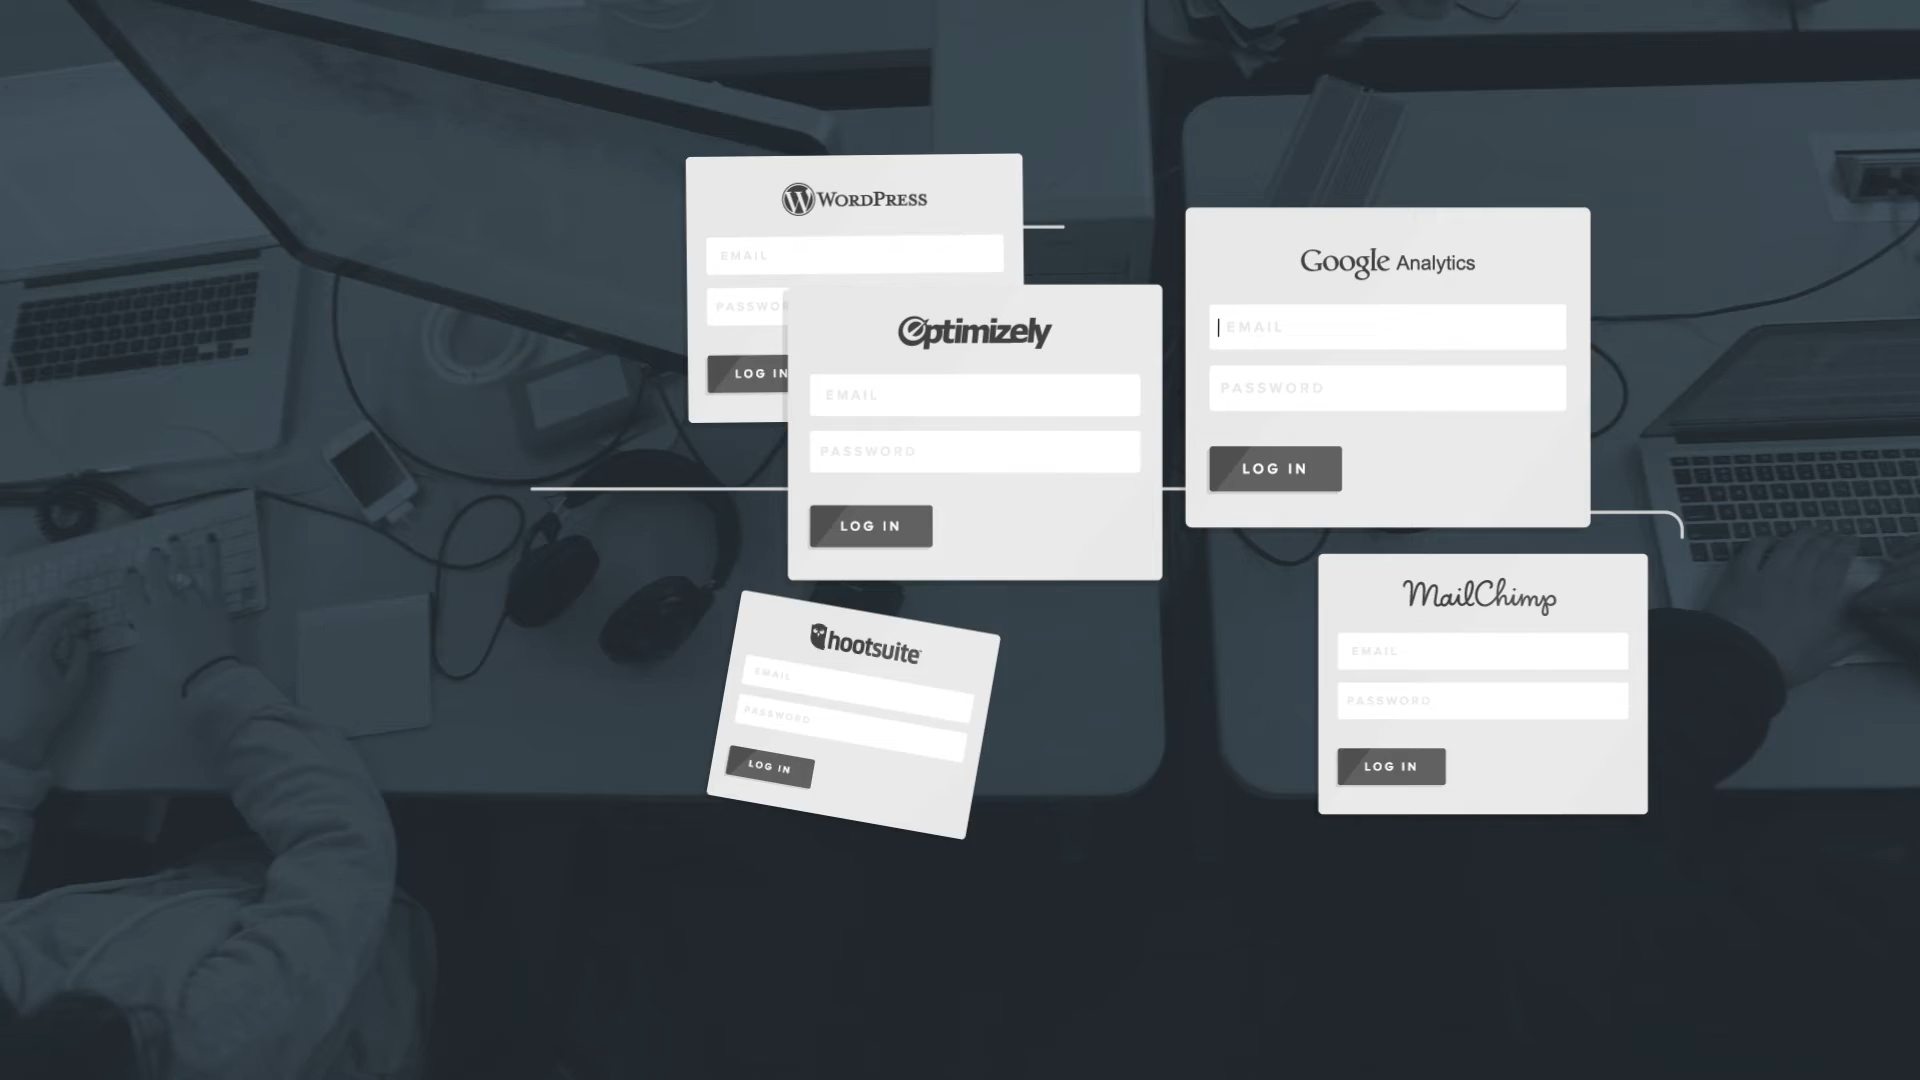 WORDPRESS
EMAIL
PASSWOR
LOG IN
Optimizely
EMAIL
PASSWORD
LOG IN
Google Analytics
EMAIL
PASSWORD
LOG IN
hootsuite
EMAIL
PASSWORD
LOG IN
MailChimp
EMAIL
PASSWORD
LOG IN